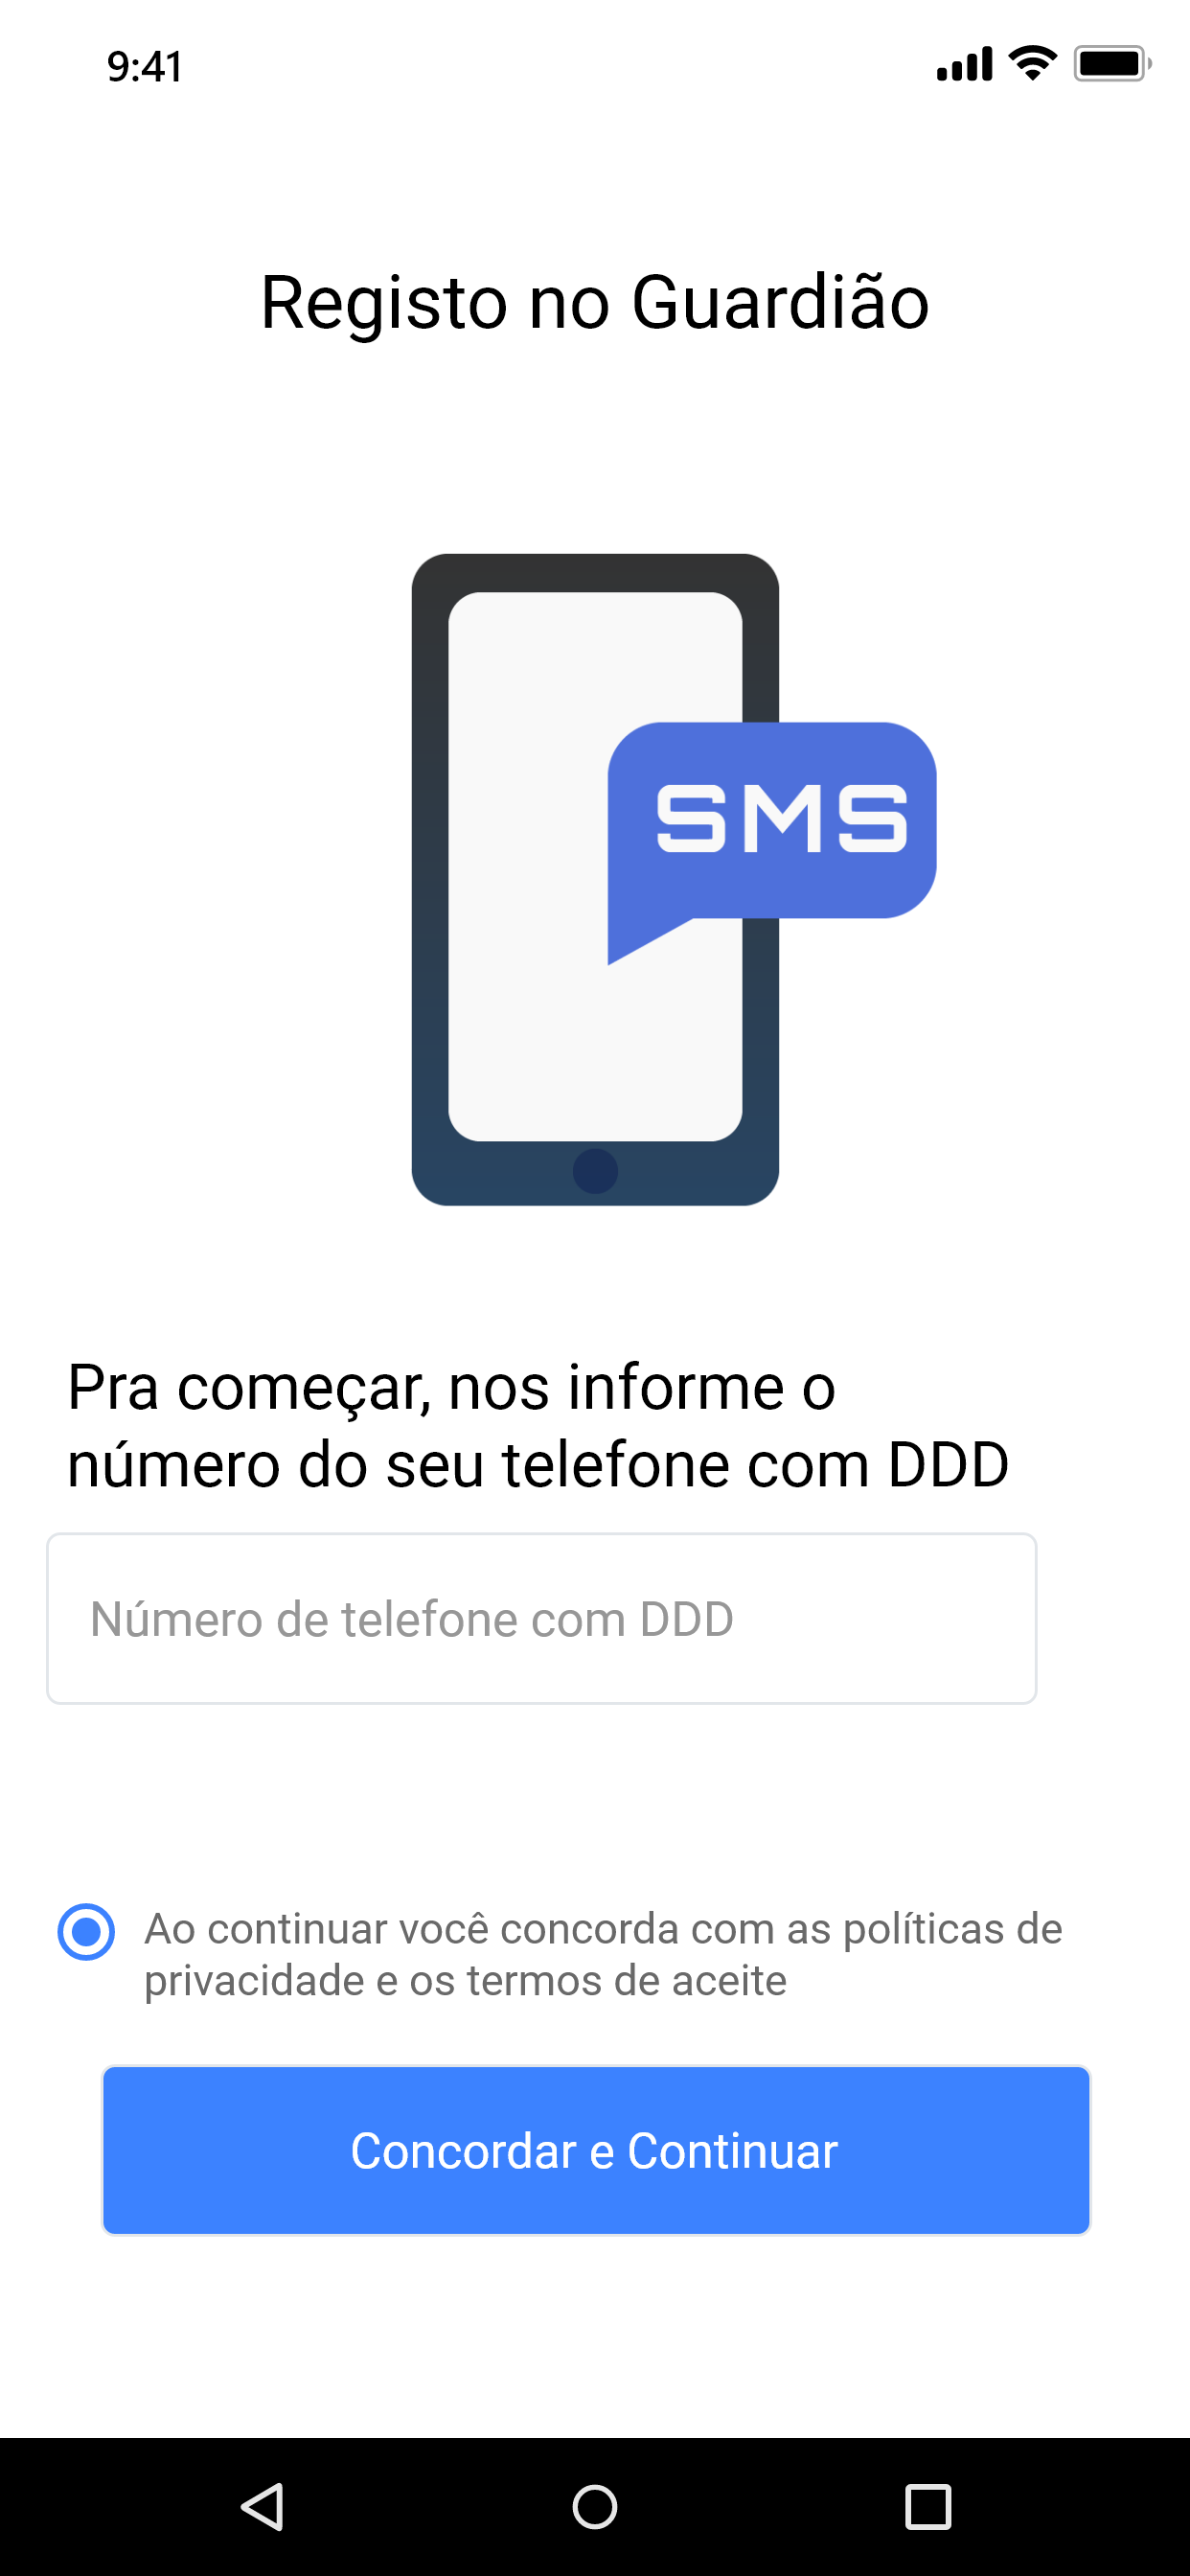 9:41
Registo no Guardião
SMS
Pra começar, nos informe o
número do seu telefone com DDD
Número de telefone com DDD
Ao continuar você concorda com as políticas de
privacidade e os termos de aceite
Concordar e Continuar